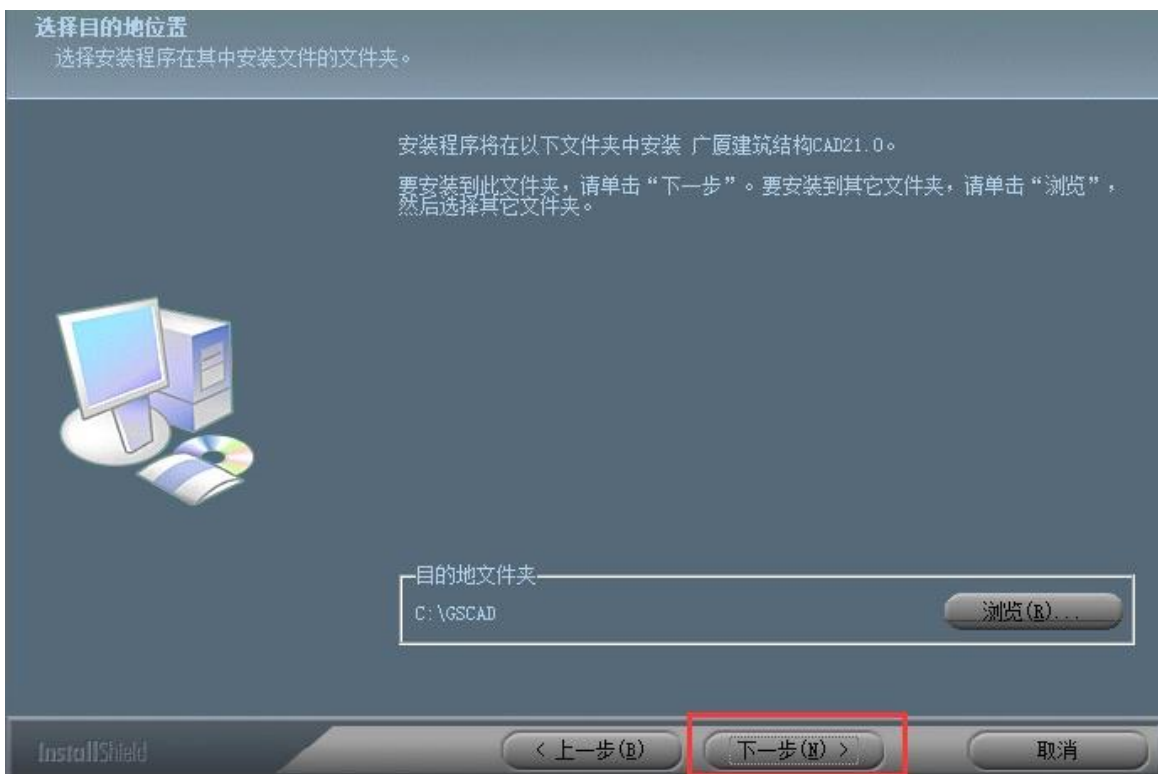 选择目的地位置
选择安装程序在其中安装文件的文件夹。
安装程序将在以下文件夹中安装 广厦建筑结构CAD21.0。
要安装到此文件夹，请单击“下一步”。要安装到其它文件夹，请单击“浏览”，
然后选择其它文件夹。
目的地文件夹
C:\GSCAD
浏览(R)...
InstallShield
< 上一步(B)
下一步(N) >
取消